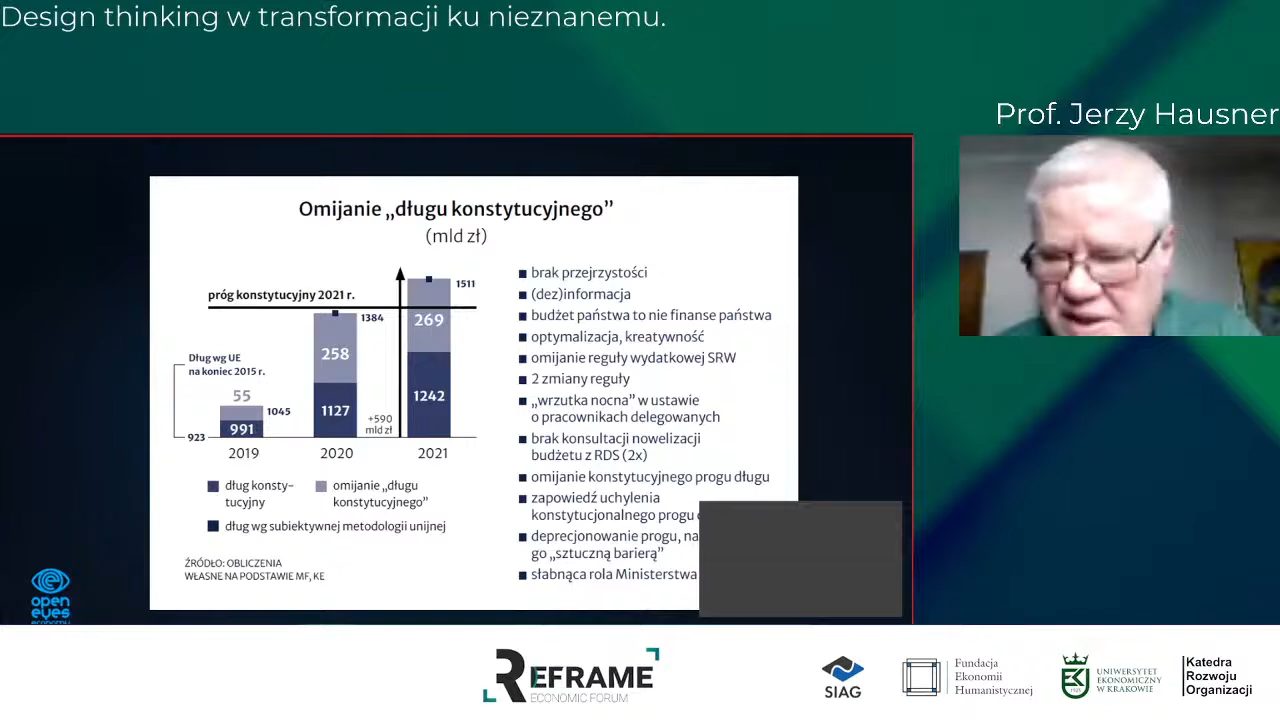 Design thinking w transformacji ku nieznanemu.
Prof. Jerzy Hausner
Omijanie „długu konstytucyjnego”
(mld zł)
próg konstytucyjny 2021 r.
Dług wg UE
na koniec 2015 r.
923
55
991
1045
2019
258
1127
1384
2020
+590
mld zł
269
1242
1511
2021
dług konsty-
tucyjny
omijanie „długu
konstytucyjnego”
dług wg subiektywnej metodologii unijnej
ŹRÓDŁO: OBLICZENIA
WŁASNE NA PODSTAWIE MF, KE
brak przejrzystości
(dez)informacja
budżet państwa to nie finanse państwa
optymalizacja, kreatywność
omijanie reguły wydatkowej SRW
2 zmiany reguły
„wrzutka nocna” w ustawie
o pracownikach delegowanych
brak konsultacji nowelizacji
budżetu z RDS (2x)
omijanie konstytucyjnego progu długu
zapowiedź uchylenia
konstytucjonalnego progu
deprecjonowanie progu,
go „sztuczną barierą”
słabnąca rola Ministerstwa
open
eyes
economy
REFRAME
ECONOMIC FORUM
SIAG
Fundacja
Ekonomii
Humanistycznej
1925
UNIWERSYTET
EKONOMICZNY
W KRAKOWIE
Katedra
Rozwoju
Organizacji